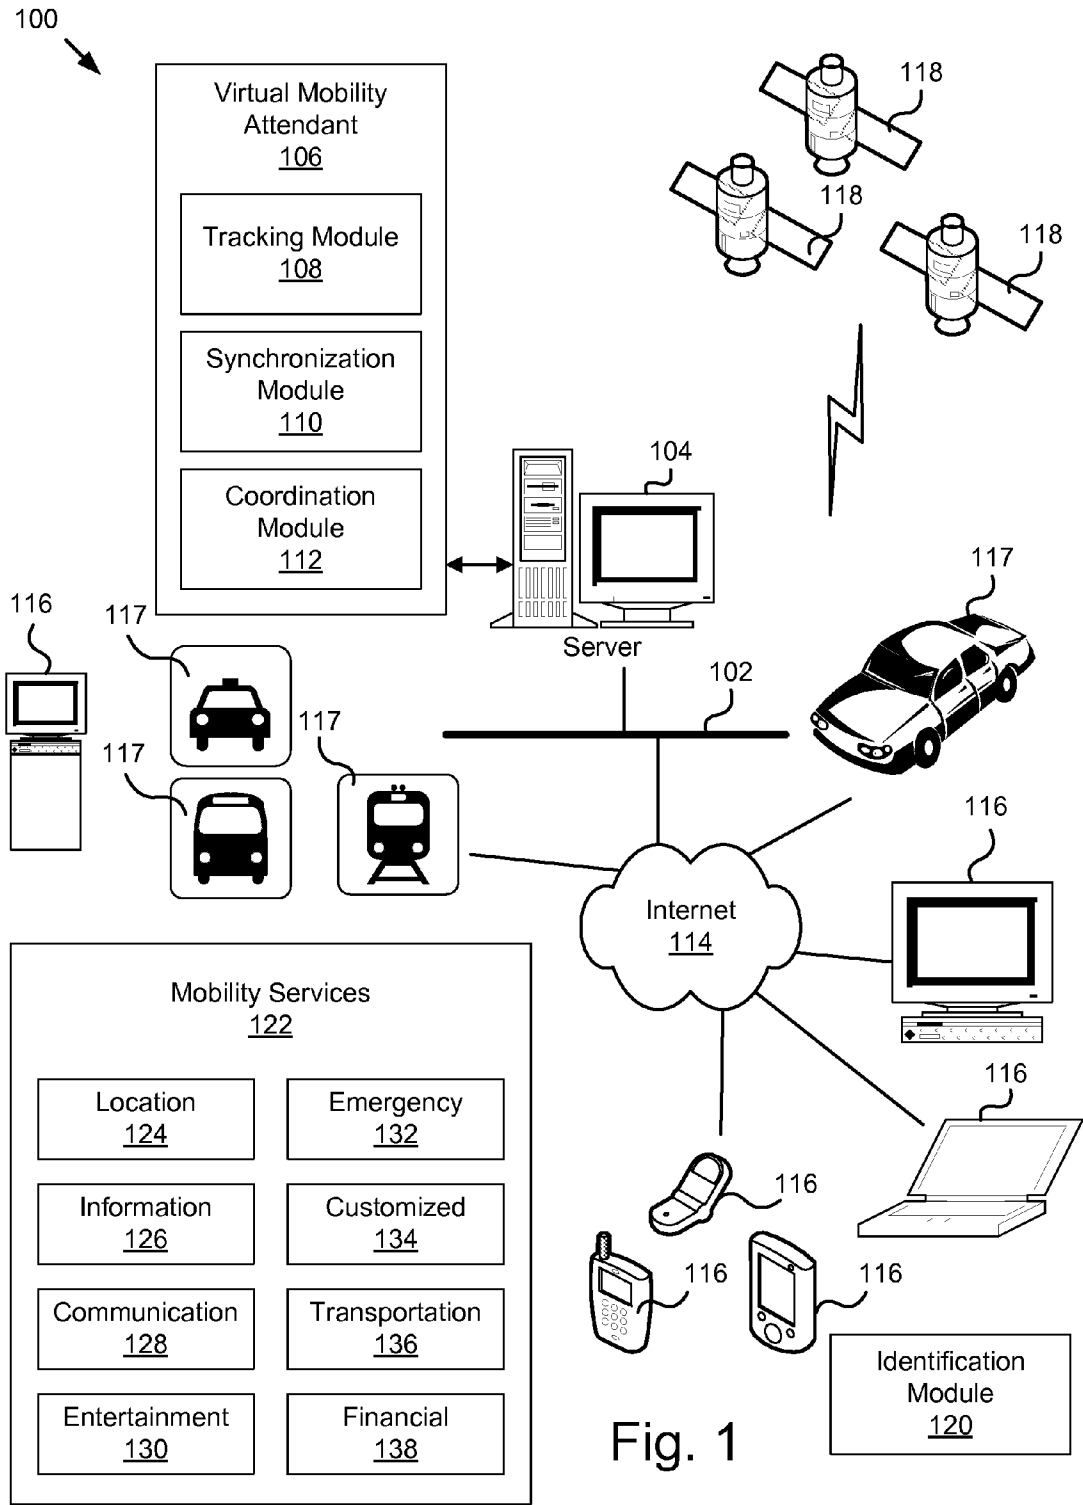 100
Virtual Mobility
Attendant
106
Tracking Module
108
Synchronization
Module
110
Coordination
Module
112
118
118
118
104
Server
102
117
116
117
117
117
Internet
114
116
116
116
116
116
Mobility Services
122
Location
124
Emergency
132
Information
126
Customized
134
Communication
128
Transportation
136
Entertainment
130
Financial
138
Identification
Module
120
Fig. 1